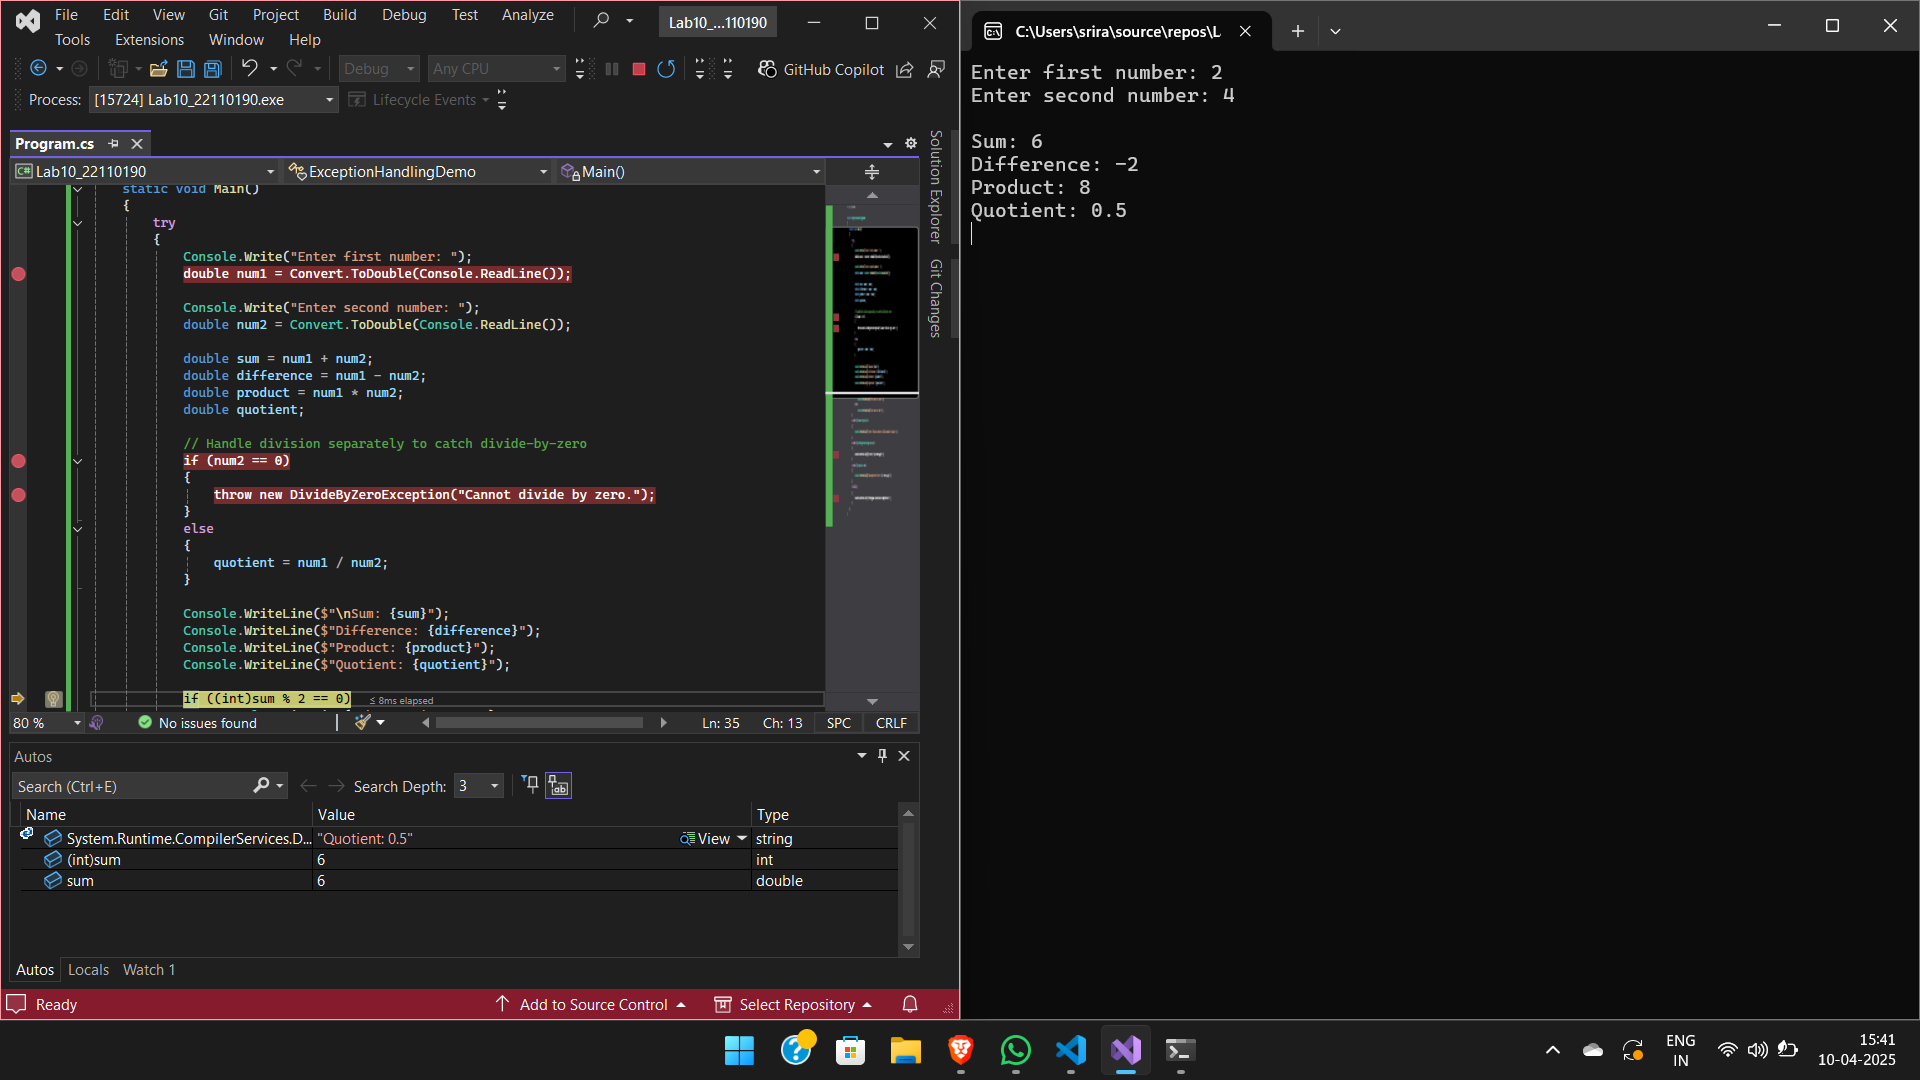 File Edit View Git Project Build Debug Test Analyze
Tools Extensions Window Help
Lab10_...110190
Debug Any CPU GitHub Copilot
Process: [15724] Lab10_22110190.exe Lifecycle Events
Program.cs
Lab10_22110190 ExceptionHandlingDemo Main()
static void Main()
{
try
{
Console.Write("Enter first number: ");
double num1 = Convert.ToDouble(Console.ReadLine());
Console.Write("Enter second number: ");
double num2 = Convert.ToDouble(Console.ReadLine());
double sum = num1 + num2;
double difference = num1 - num2;
double product = num1 * num2;
double quotient;
// Handle division separately to catch divide-by-zero
if (num2 == 0)
{
throw new DivideByZeroException("Cannot divide by zero.");
}
else
{
quotient = num1 / num2;
}
Console.WriteLine($"\nSum: {sum}");
Console.WriteLine($"Difference: {difference}");
Console.WriteLine($"Product: {product}");
Console.WriteLine($"Quotient: {quotient}");
if ((int)sum % 2 == 0) ≤ 8ms elapsed
80 % No issues found Ln: 35 Ch: 13 SPC CRLF
Solution Explorer
Git Changes
Autos
Search (Ctrl+E) Search Depth: 3
Name Value Type
System.Runtime.CompilerServices.D... "Quotient: 0.5" View string
(int)sum 6 int
sum 6 double
Autos Locals Watch 1
Ready Add to Source Control Select Repository
C:\Users\srira\source\repos\L
Enter first number: 2
Enter second number: 4
Sum: 6
Difference: -2
Product: 8
Quotient: 0.5
ENG
IN
15:41
10-04-2025